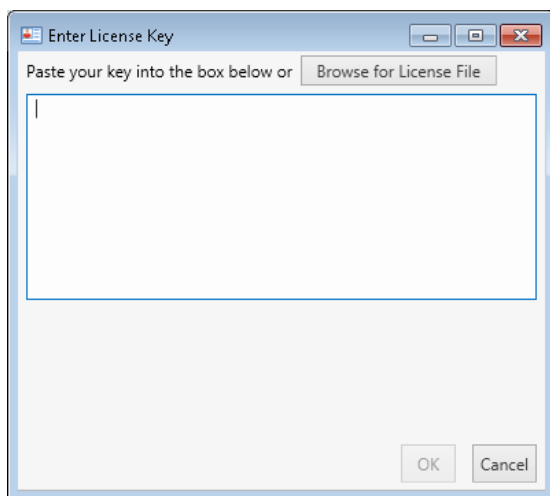 Enter License Key
Paste your key into the box below or Browse for License File
OK Cancel